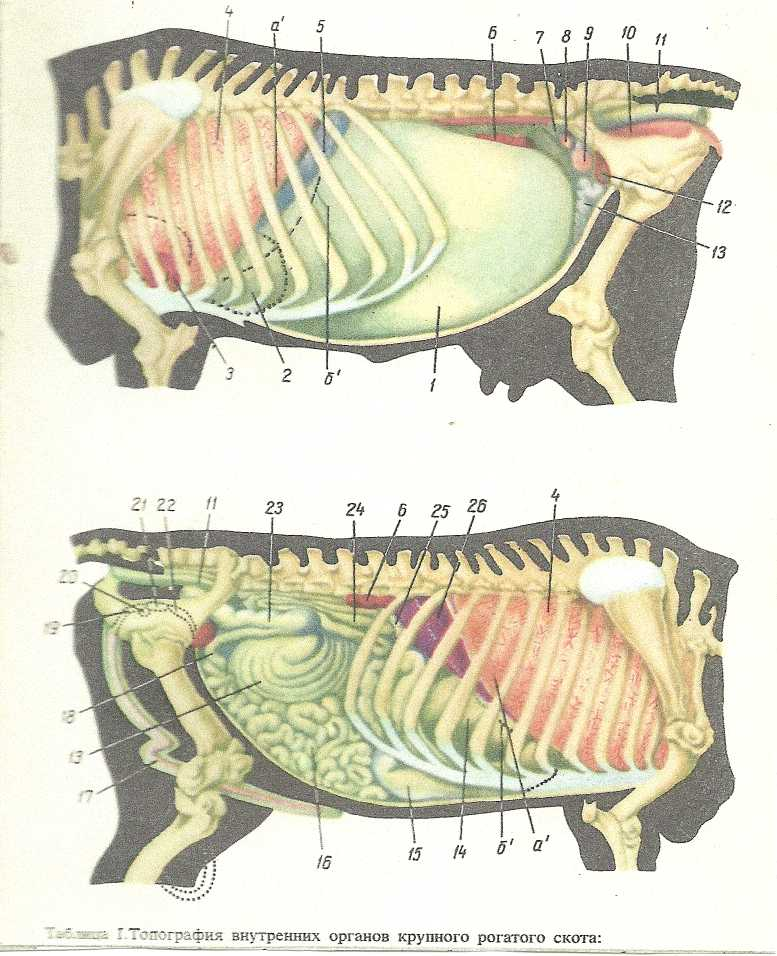 4 а' 5 6 7 8 9 10 11
12
13
3 2 б' 1
21 22 11 23 24 6 25 26 4
20
19
18
13
17
16 15 14 б' а'
Таблица I. Топография внутренних органов крупного рогатого скота: